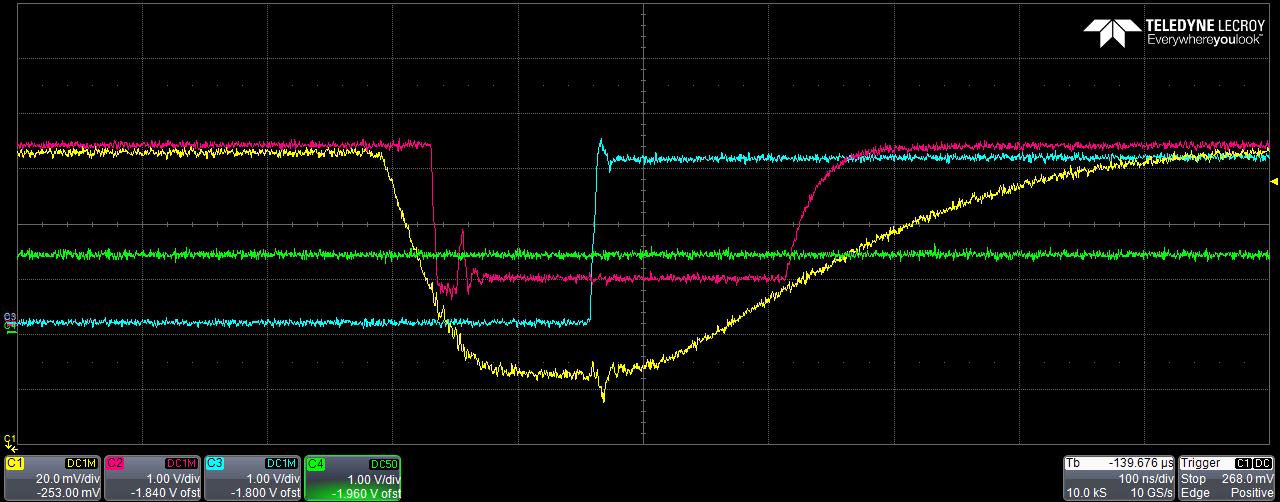 TELEDYNE LECROY
Everywhereyoulook™
C3
C1
C1 DC1M
20.0 mV/div
-253.00 mV
C2 DC1M
1.00 V/div
-1.840 V ofst
C3 DC1M
1.00 V/div
-1.800 V ofst
C4 DC50
1.00 V/div
-1.960 V ofst
Tb -139.676 µs
100 ns/div
10.0 kS 10 GS/s
Trigger C1 DC
Stop 268.0 mV
Edge Positive